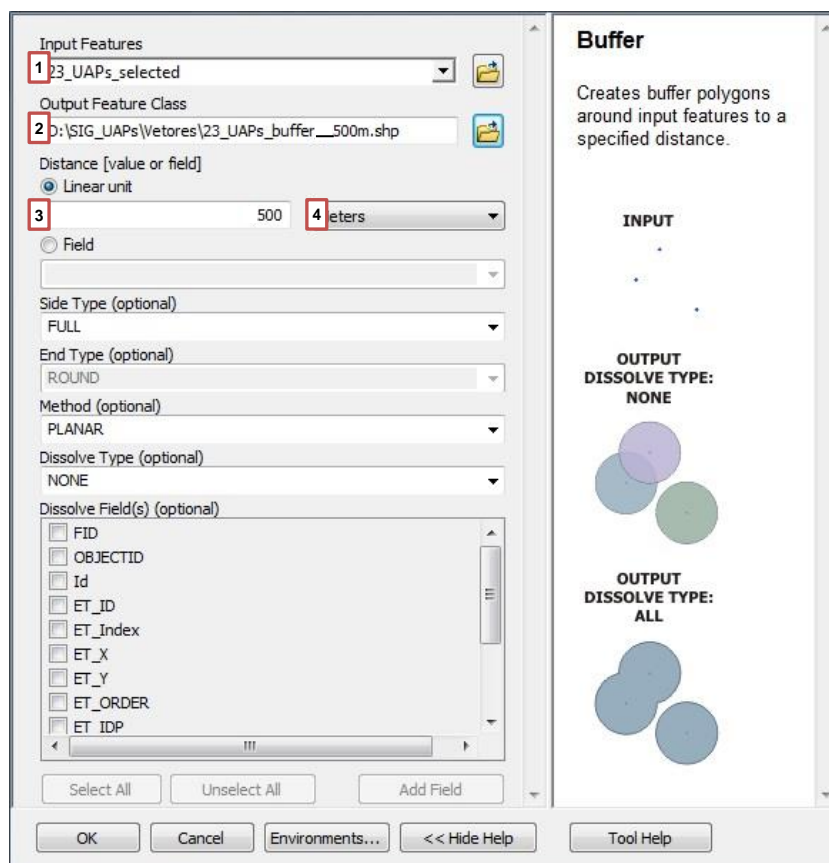 Input Features
1 23_UAPs_selected
Output Feature Class
2 D:\SIG_UAPs\Vetores\23_UAPs_buffer__500m.shp
Distance [value or field]
Linear unit
3 500 4 eters
Field
Side Type (optional)
FULL
End Type (optional)
ROUND
Method (optional)
PLANAR
Dissolve Type (optional)
NONE
Dissolve Field(s) (optional)
FID
OBJECTID
Id
ET_ID
ET_Index
ET_X
ET_Y
ET_ORDER
ET_IDP
Select All Unselect All Add Field
OK Cancel Environments... << Hide Help Tool Help
Buffer
Creates buffer polygons
around input features to a
specified distance.
INPUT
OUTPUT
DISSOLVE TYPE:
NONE
OUTPUT
DISSOLVE TYPE:
ALL